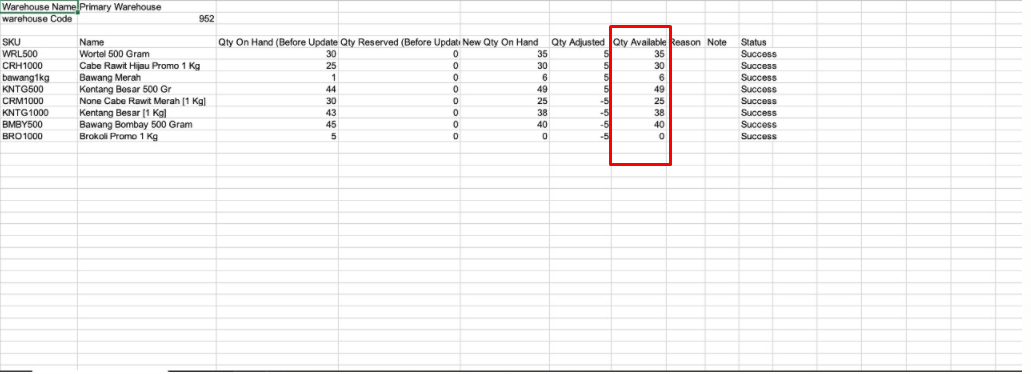 Warehouse Name Primary Warehouse
warehouse Code 952
SKU Name Qty On Hand (Before Update Qty Reserved (Before Updat New Qty On Hand Qty Adjusted Qty Available Reason Note Status
WRL500 Wortel 500 Gram 30 0 35 5 35 Success
CRH1000 Cabe Rawit Hijau Promo 1 Kg 25 0 30 5 30 Success
bawang1kg Bawang Merah 1 0 6 5 6 Success
KNTG500 Kentang Besar 500 Gr 44 0 49 5 49 Success
CRM1000 None Cabe Rawit Merah [1 Kg] 30 0 25 -5 25 Success
KNTG1000 Kentang Besar [1 Kg] 43 0 38 -5 38 Success
BMBY500 Bawang Bombay 500 Gram 45 0 40 -5 40 Success
BRO1000 Brokoli Promo 1 Kg 5 0 0 -5 0 Success